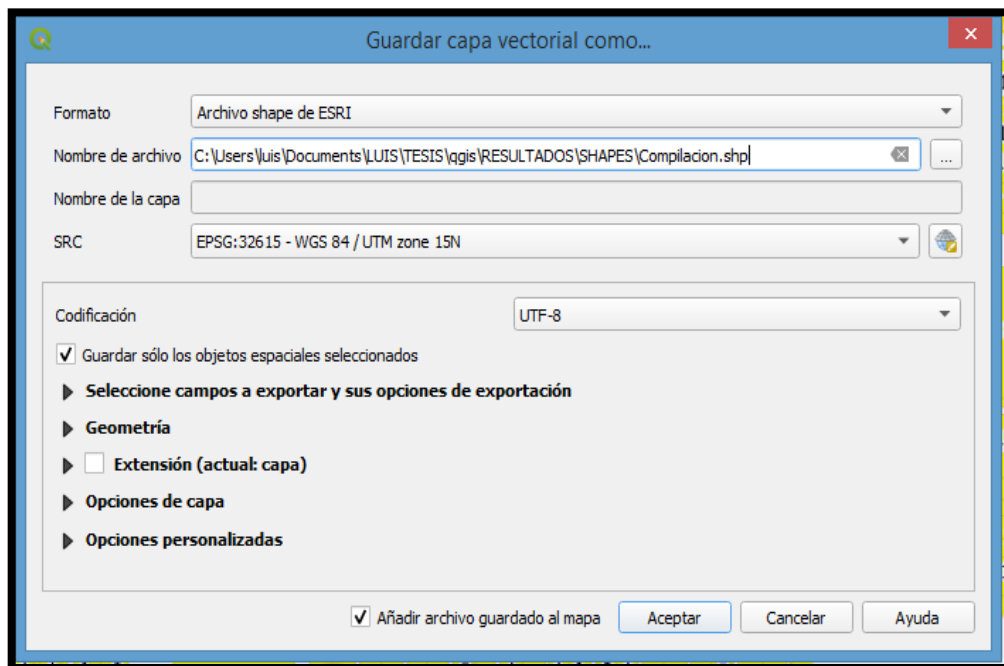 Guardar capa vectorial como...
Formato Archivo shape de ESRI
Nombre de archivo C:\Users\luis\Documents\LUIS\TESIS\qgis\RESULTADOS\SHAPES\Compilacion.shp ...
Nombre de la capa
SRC EPSG:32615 - WGS 84 / UTM zone 15N
Codificación UTF-8
Guardar sólo los objetos espaciales seleccionados
Seleccione campos a exportar y sus opciones de exportación
Geometría
Extensión (actual: capa)
Opciones de capa
Opciones personalizadas
Añadir archivo guardado al mapa Aceptar Cancelar Ayuda